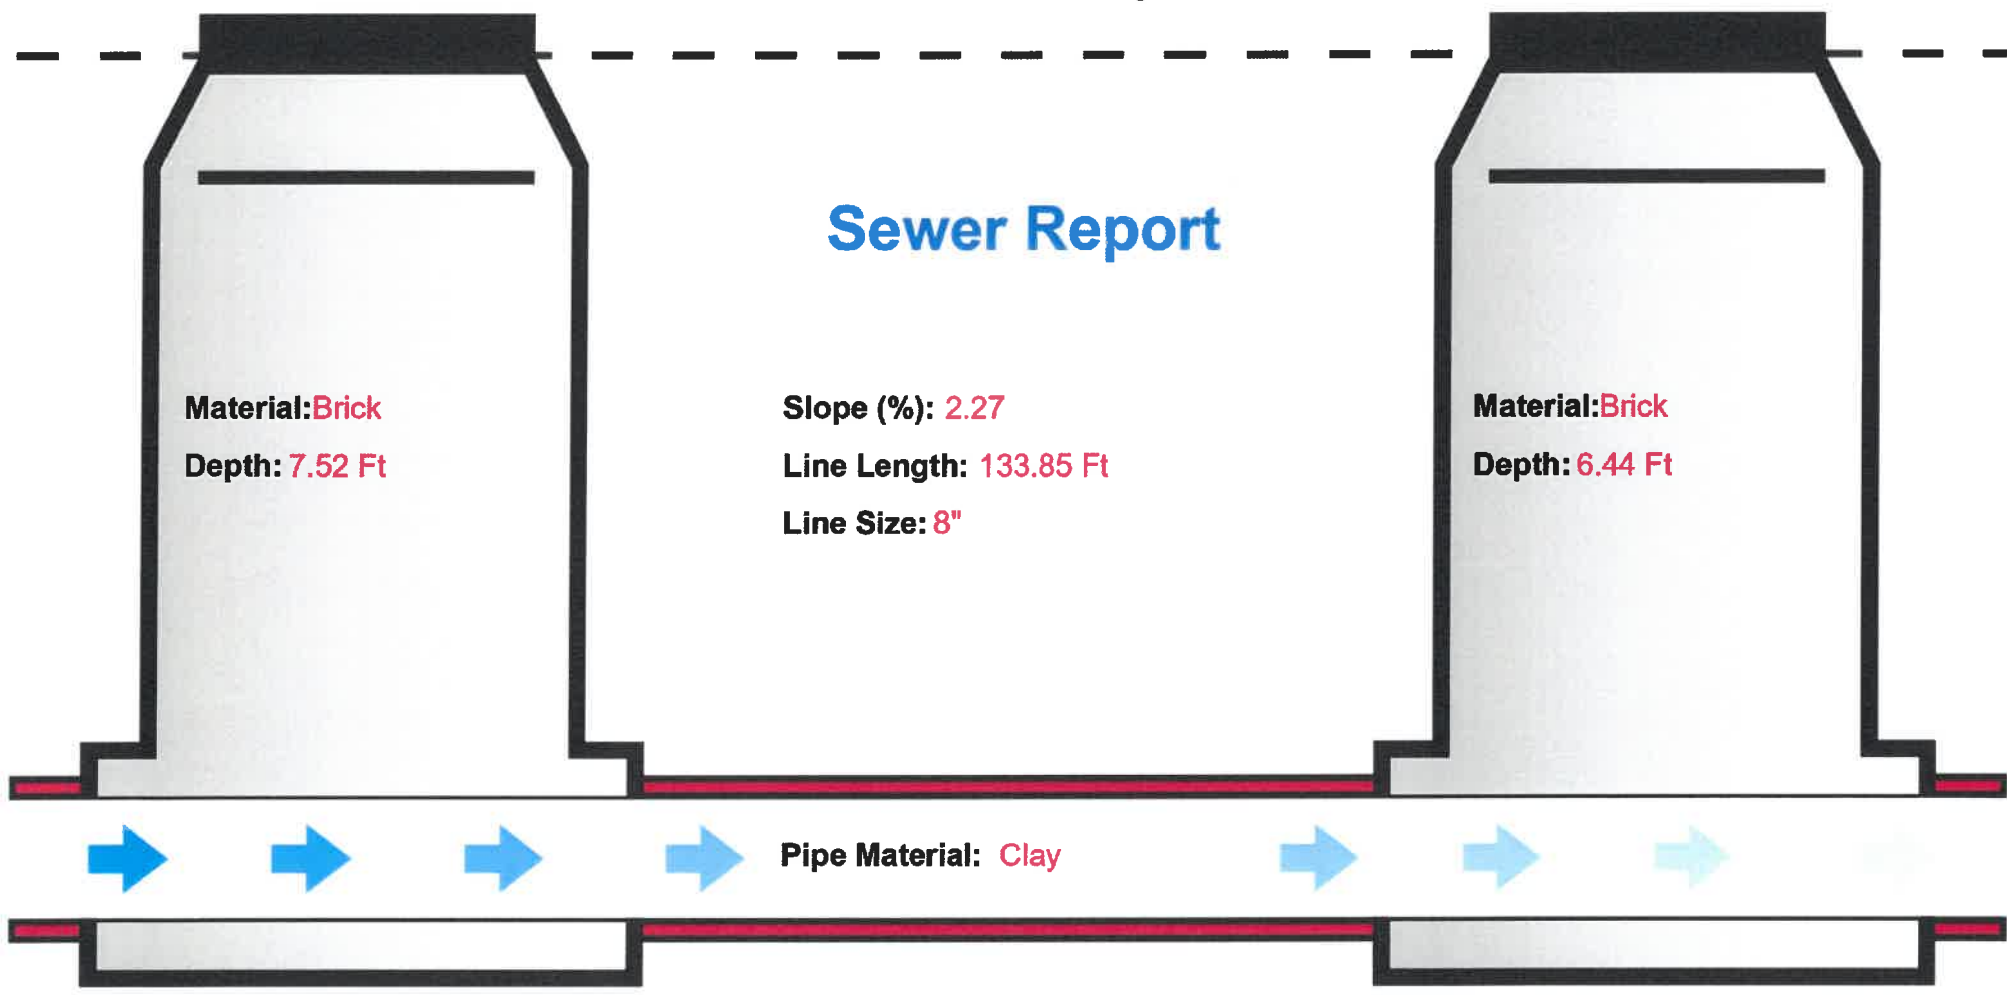 Sewer Report
Material:Brick
Depth: 7.52 Ft
Slope (%): 2.27
Line Length: 133.85 Ft
Line Size: 8"
Material:Brick
Depth: 6.44 Ft
Pipe Material: Clay